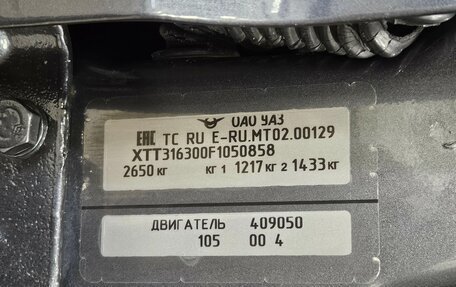 ОАО УАЗ
ЕАС TC RU E-RU.MT02.00129
XTT316300F1050858
2650 кг кг 1 1217 кг 2 1433 кг
ДВИГАТЕЛЬ 409050
105 00 4